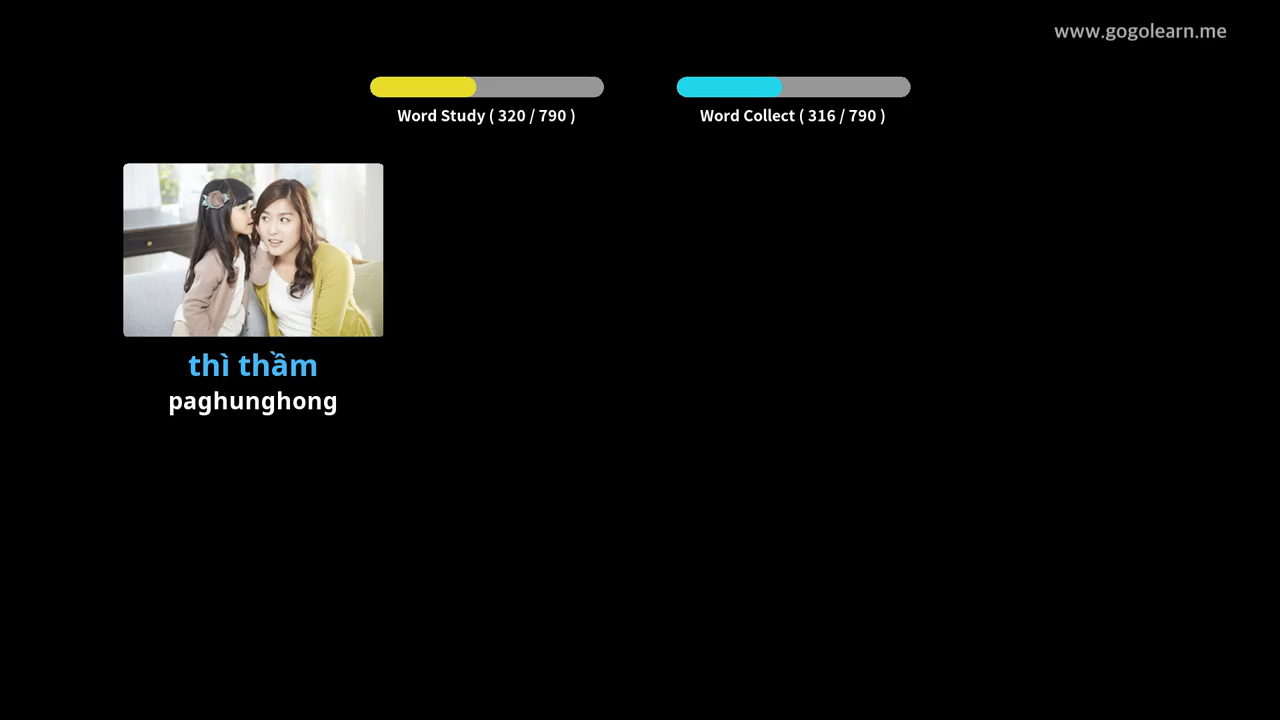 www.gogolearn.me
Word Study ( 320 / 790 )
Word Collect ( 316 / 790 )
thì thầm
paghunghong